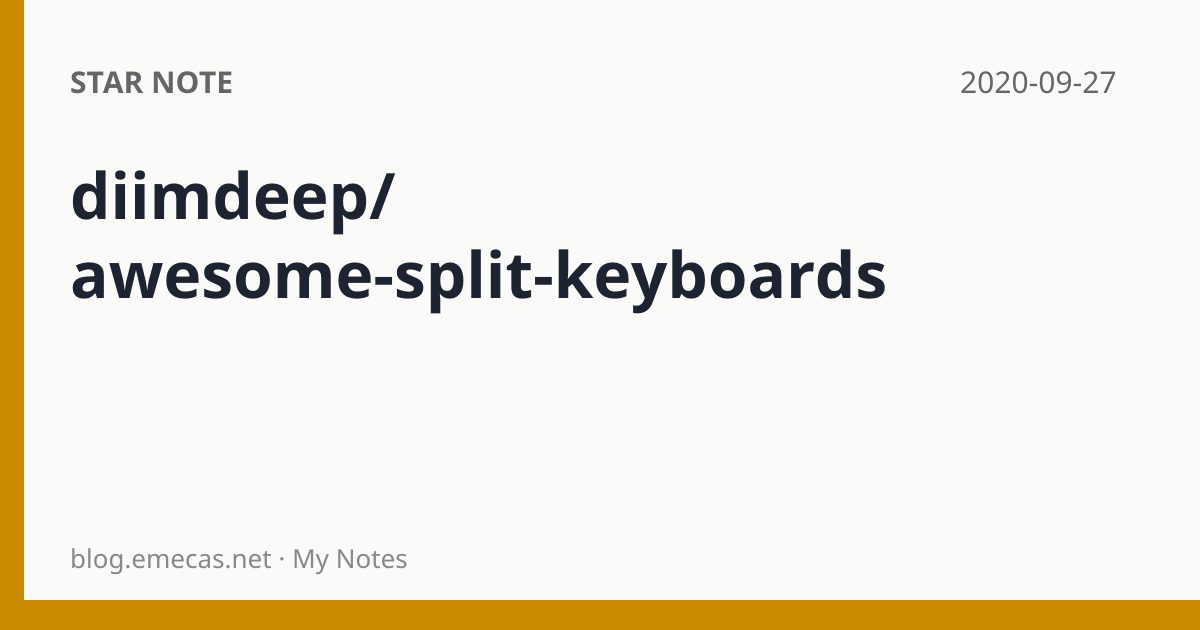 STAR NOTE
2020-09-27
diimdeep/
awesome-split-keyboards
blog.emecas.net · My Notes